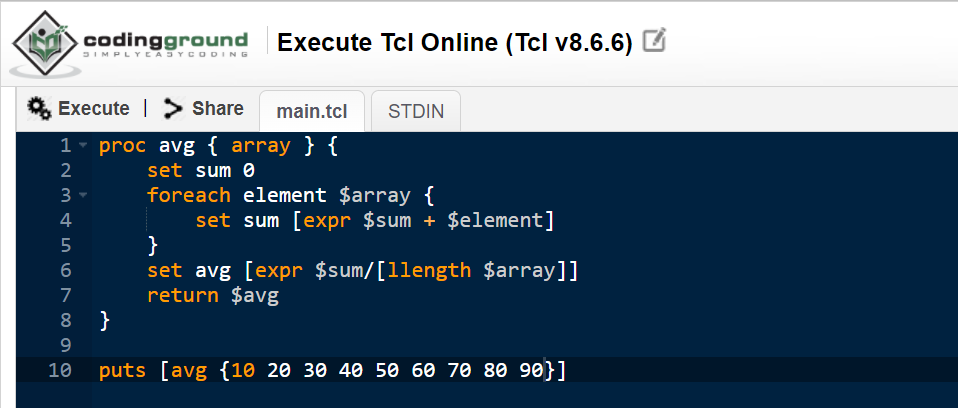 codingground
SIMPLYEASYCODING
Execute Tcl Online (Tcl v8.6.6)
Execute | Share main.tcl STDIN
1 proc avg { array } {
2     set sum 0
3     foreach element $array {
4         set sum [expr $sum + $element]
5     }
6     set avg [expr $sum/[llength $array]]
7     return $avg
8 }
9
10 puts [avg {10 20 30 40 50 60 70 80 90}]